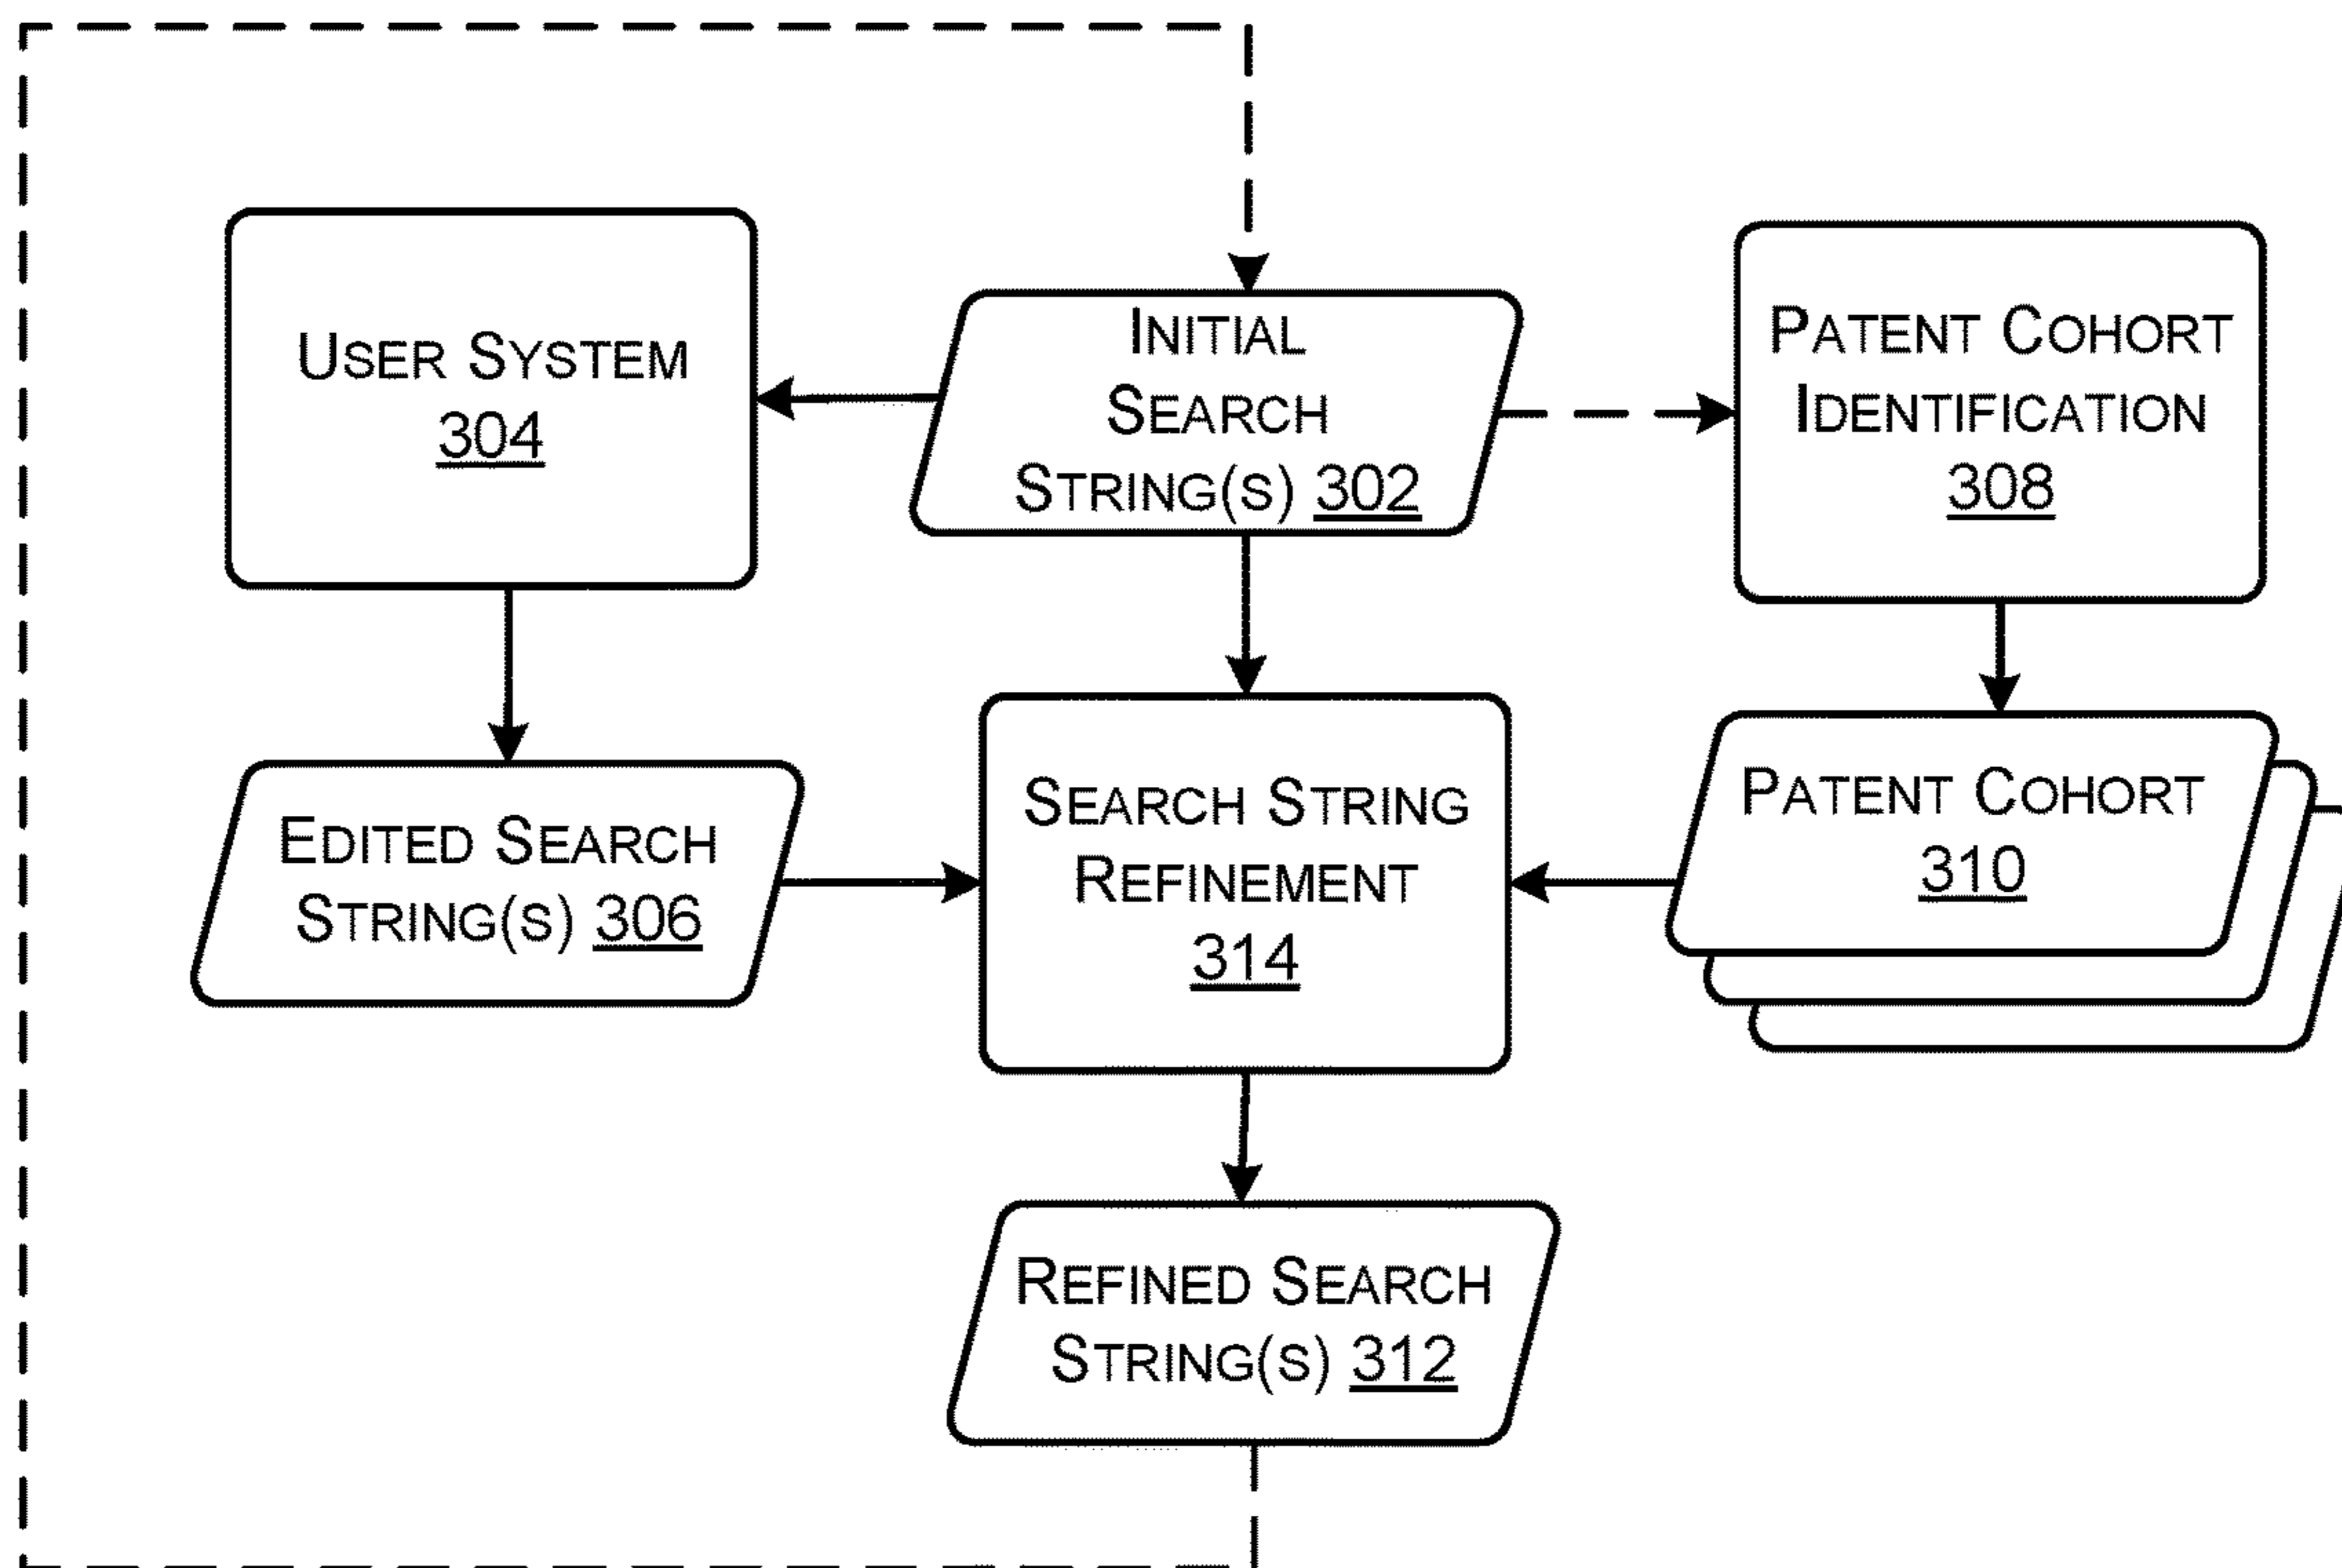 USER SYSTEM
304
INITIAL
SEARCH
STRING(S) 302
PATENT COHORT
IDENTIFICATION
308
EDITED SEARCH
STRING(S) 306
SEARCH STRING
REFINEMENT
314
PATENT COHORT
310
REFINED SEARCH
STRING(S) 312